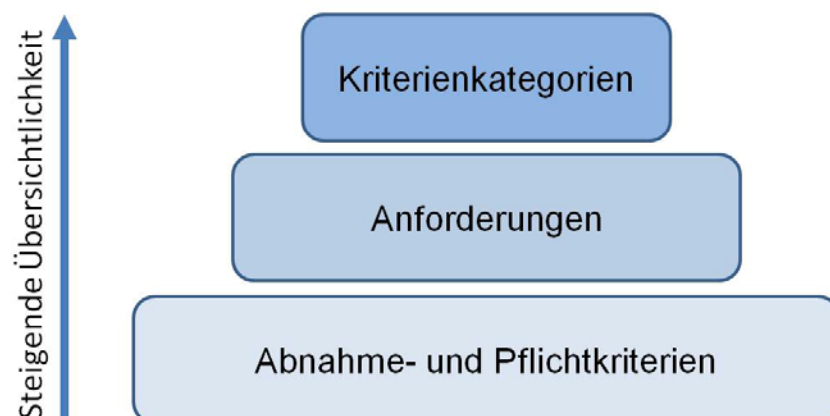 Steigende Übersichtlichkeit
Kriterienkategorien
Anforderungen
Abnahme- und Pflichtkriterien